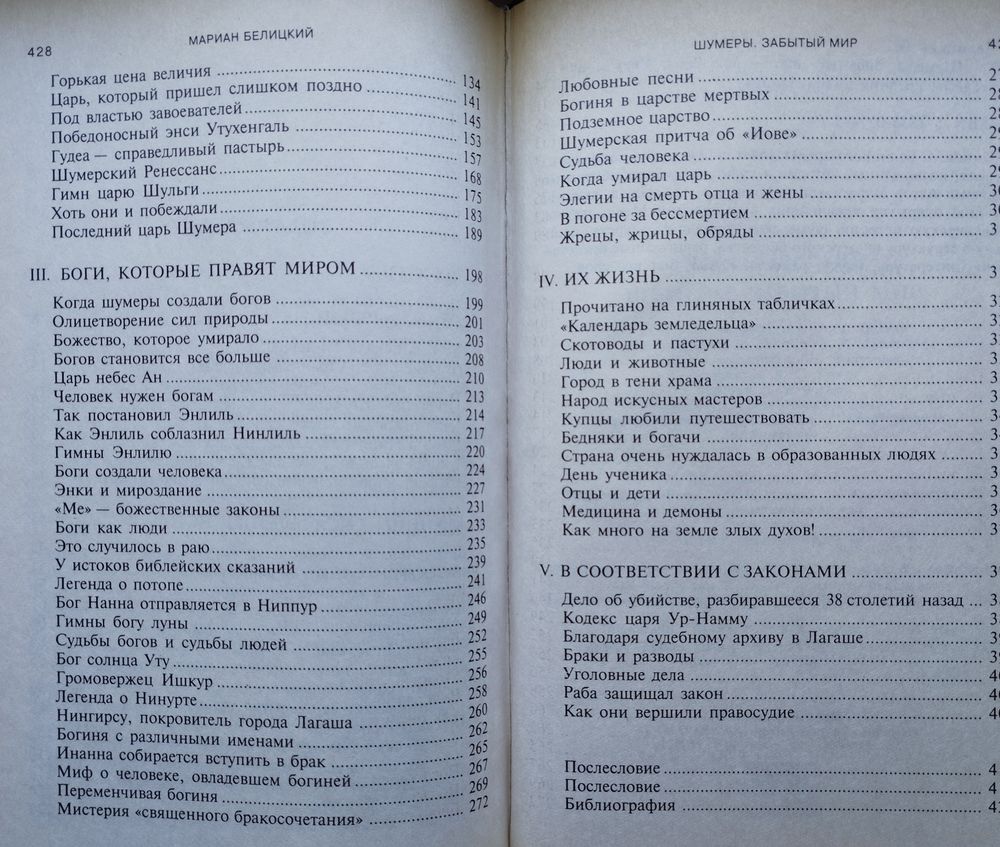 428
МАРИАН БЕЛИЦКИЙ
Горькая цена величия 134
Царь, который пришел слишком поздно 141
Под властью завоевателей 145
Победоносный энси Утухенгаль 153
Гудеа — справедливый пастырь 157
Шумерский Ренессанс 168
Гимн царю Шульги 175
Хоть они и побеждали 183
Последний царь Шумера 189
III. БОГИ, КОТОРЫЕ ПРАВЯТ МИРОМ 198
Когда шумеры создали богов 199
Олицетворение сил природы 201
Божество, которое умирало 203
Богов становится все больше 208
Царь небес Ан 210
Человек нужен богам 213
Так постановил Энлиль 214
Как Энлиль соблазнил Нинлиль 217
Гимны Энлилю 220
Боги создали человека 224
Энки и мироздание 227
«Ме» — божественные законы 231
Боги как люди 233
Это случилось в раю 235
У истоков библейских сказаний 239
Легенда о потопе 241
Бог Нанна отправляется в Ниппур 246
Гимны богу луны 249
Судьбы богов и судьбы людей 252
Бог солнца Уту 255
Громовержец Ишкур 256
Легенда о Нинурте 258
Нингирсу, покровитель города Лагаша 260
Богиня с различными именами 262
Инанна собирается вступить в брак 265
Миф о человеке, овладевшем богиней 267
Переменчивая богиня 269
Мистерия «священного бракосочетания» 272
ШУМЕРЫ. ЗАБЫТЫЙ МИР
Любовные песни
Богиня в царстве мертвых
Подземное царство
Шумерская притча об «Иове»
Судьба человека
Когда умирал царь
Элегии на смерть отца и жены
В погоне за бессмертием
Жрецы, жрицы, обряды
IV. ИХ ЖИЗНЬ
Прочитано на глиняных табличках
«Календарь земледельца»
Скотоводы и пастухи
Люди и животные
Город в тени храма
Народ искусных мастеров
Купцы любили путешествовать
Бедняки и богачи
Страна очень нуждалась в образованных людях
День ученика
Отцы и дети
Медицина и демоны
Как много на земле злых духов!
V. В СООТВЕТСТВИИ С ЗАКОНАМИ
Дело об убийстве, разбиравшееся 38 столетий назад
Кодекс царя Ур-Намму
Благодаря судебному архиву в Лагаше
Браки и разводы
Уголовные дела
Раба защищал закон
Как они вершили правосудие
Послесловие
Послесловие
Библиография